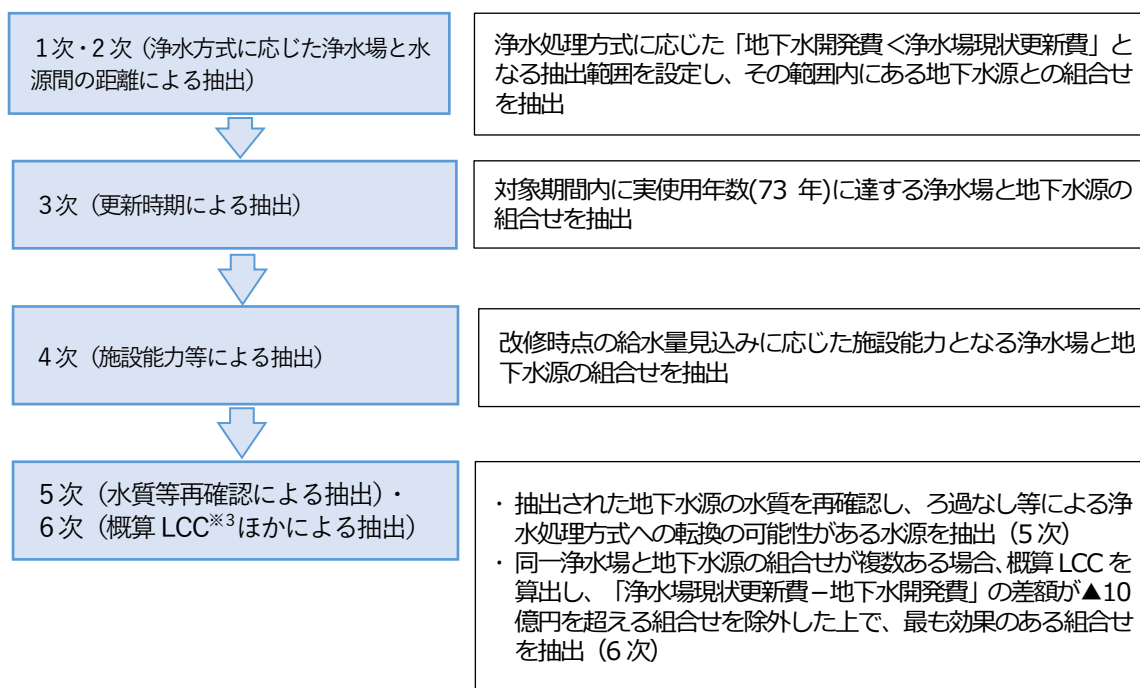 1次・2次（浄水方式に応じた浄水場と水
源間の距離による抽出）
浄水処理方式に応じた「地下水開発費＜浄水場現状更新費」と
なる抽出範囲を設定し、その範囲内にある地下水源との組合せ
を抽出
3次（更新時期による抽出）
対象期間内に実使用年数(73 年)に達する浄水場と地下水源の
組合せを抽出
4次（施設能力等による抽出）
改修時点の給水量見込みに応じた施設能力となる浄水場と地
下水源の組合せを抽出
5次（水質等再確認による抽出）・
6次（概算 LCC※3ほかによる抽出）
・ 抽出された地下水源の水質を再確認し、ろ過なし等による浄
水処理方式への転換の可能性がある水源を抽出（5次）
・ 同一浄水場と地下水源の組合せが複数ある場合、概算 LCC を
算出し、「浄水場現状更新費－地下水開発費」の差額が▲10
億円を超える組合せを除外した上で、最も効果のある組合せ
を抽出（6次）